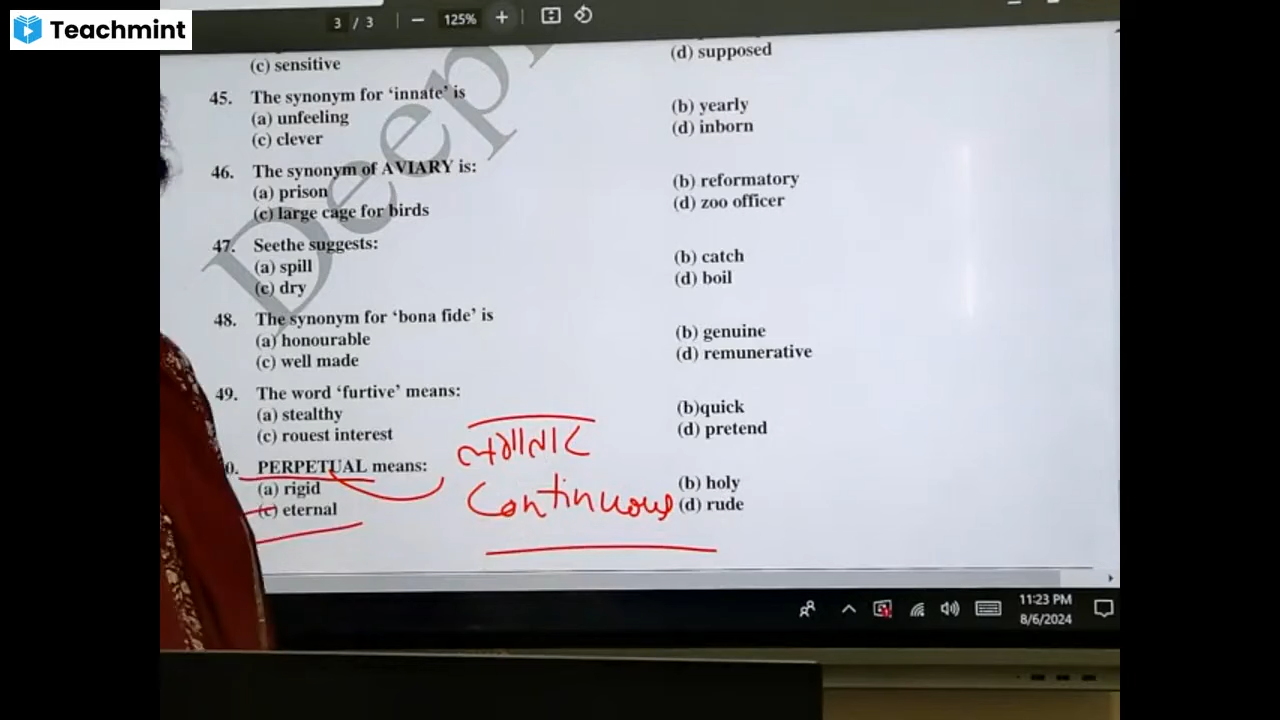 Teachmint
3 / 3 − 125% +
(c) sensitive (d) supposed
45. The synonym for ‘innate’ is
(a) unfeeling (b) yearly
(c) clever (d) inborn
46. The synonym of AVIARY is:
(a) prison (b) reformatory
(c) large cage for birds (d) zoo officer
47. Seethe suggests:
(a) spill (b) catch
(c) dry (d) boil
48. The synonym for ‘bona fide’ is
(a) honourable (b) genuine
(c) well made (d) remunerative
49. The word ‘furtive’ means:
(a) stealthy (b)quick
(c) rouest interest (d) pretend
लगातार
0. PERPETUAL means:
(a) rigid (b) holy
Continuous
(c) eternal (d) rude
Deep
11:23 PM
8/6/2024